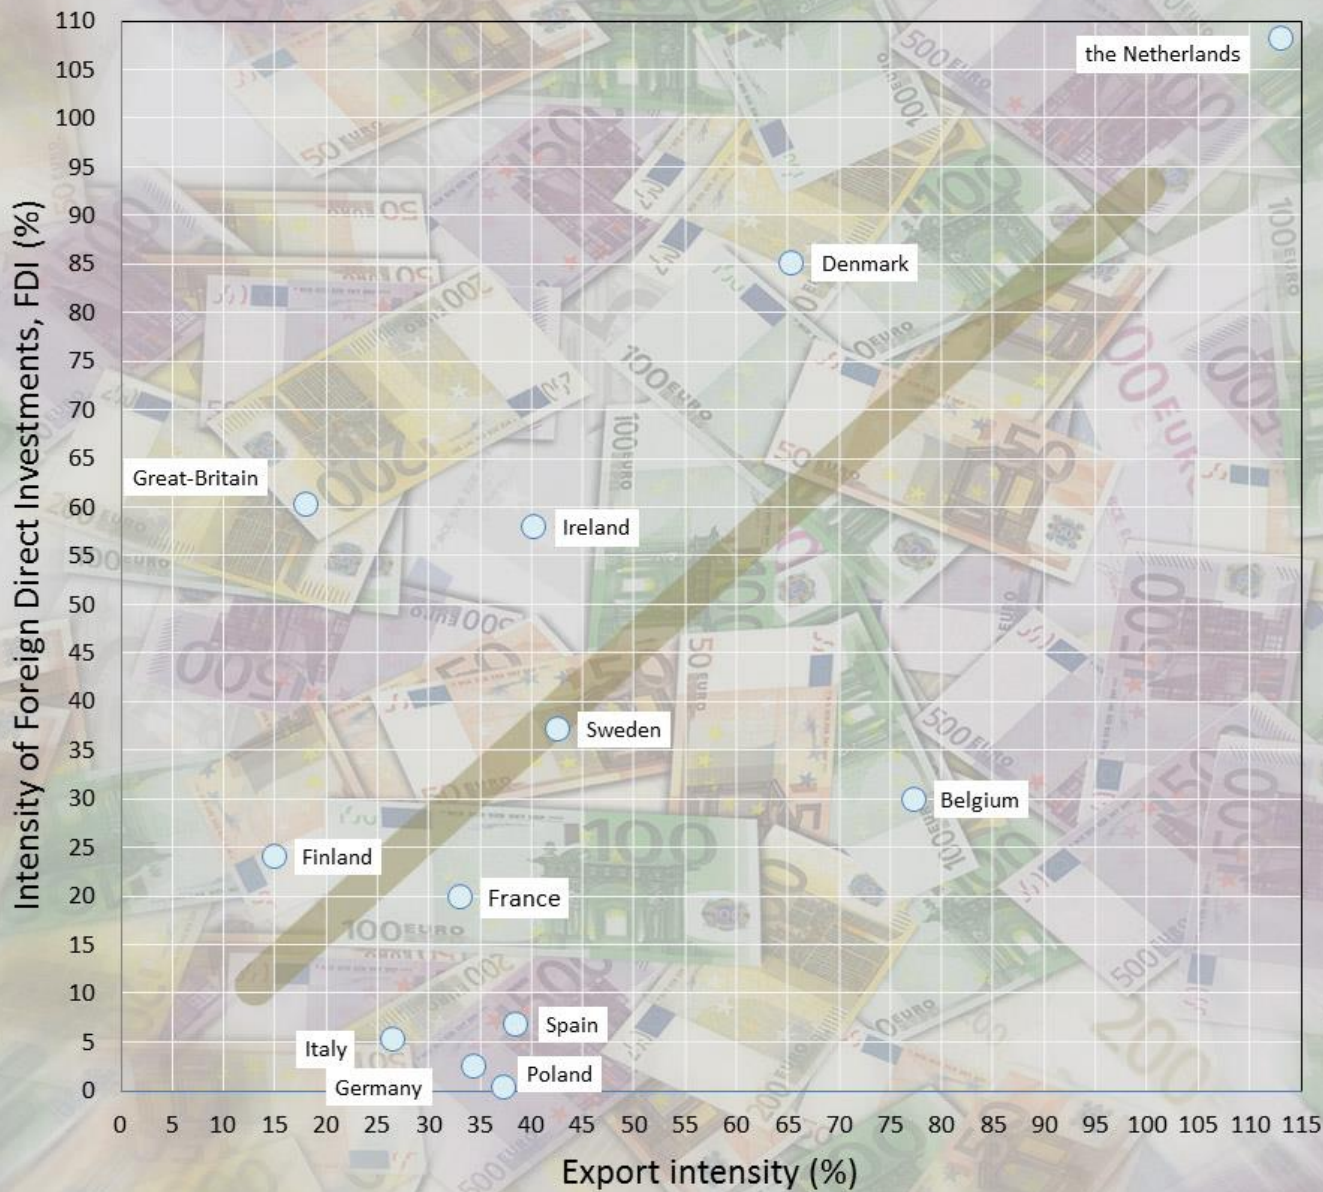 110
105
100
95
90
85
80
75
70
65
60
55
50
45
40
35
30
25
20
15
10
5
0
Intensity of Foreign Direct Investments, FDI (%)
the Netherlands
Denmark
Great-Britain
Ireland
Sweden
Belgium
Finland
France
Spain
Italy
Poland
Germany
0 5 10 15 20 25 30 35 40 45 50 55 60 65 70 75 80 85 90 95 100 105 110 115
Export intensity (%)